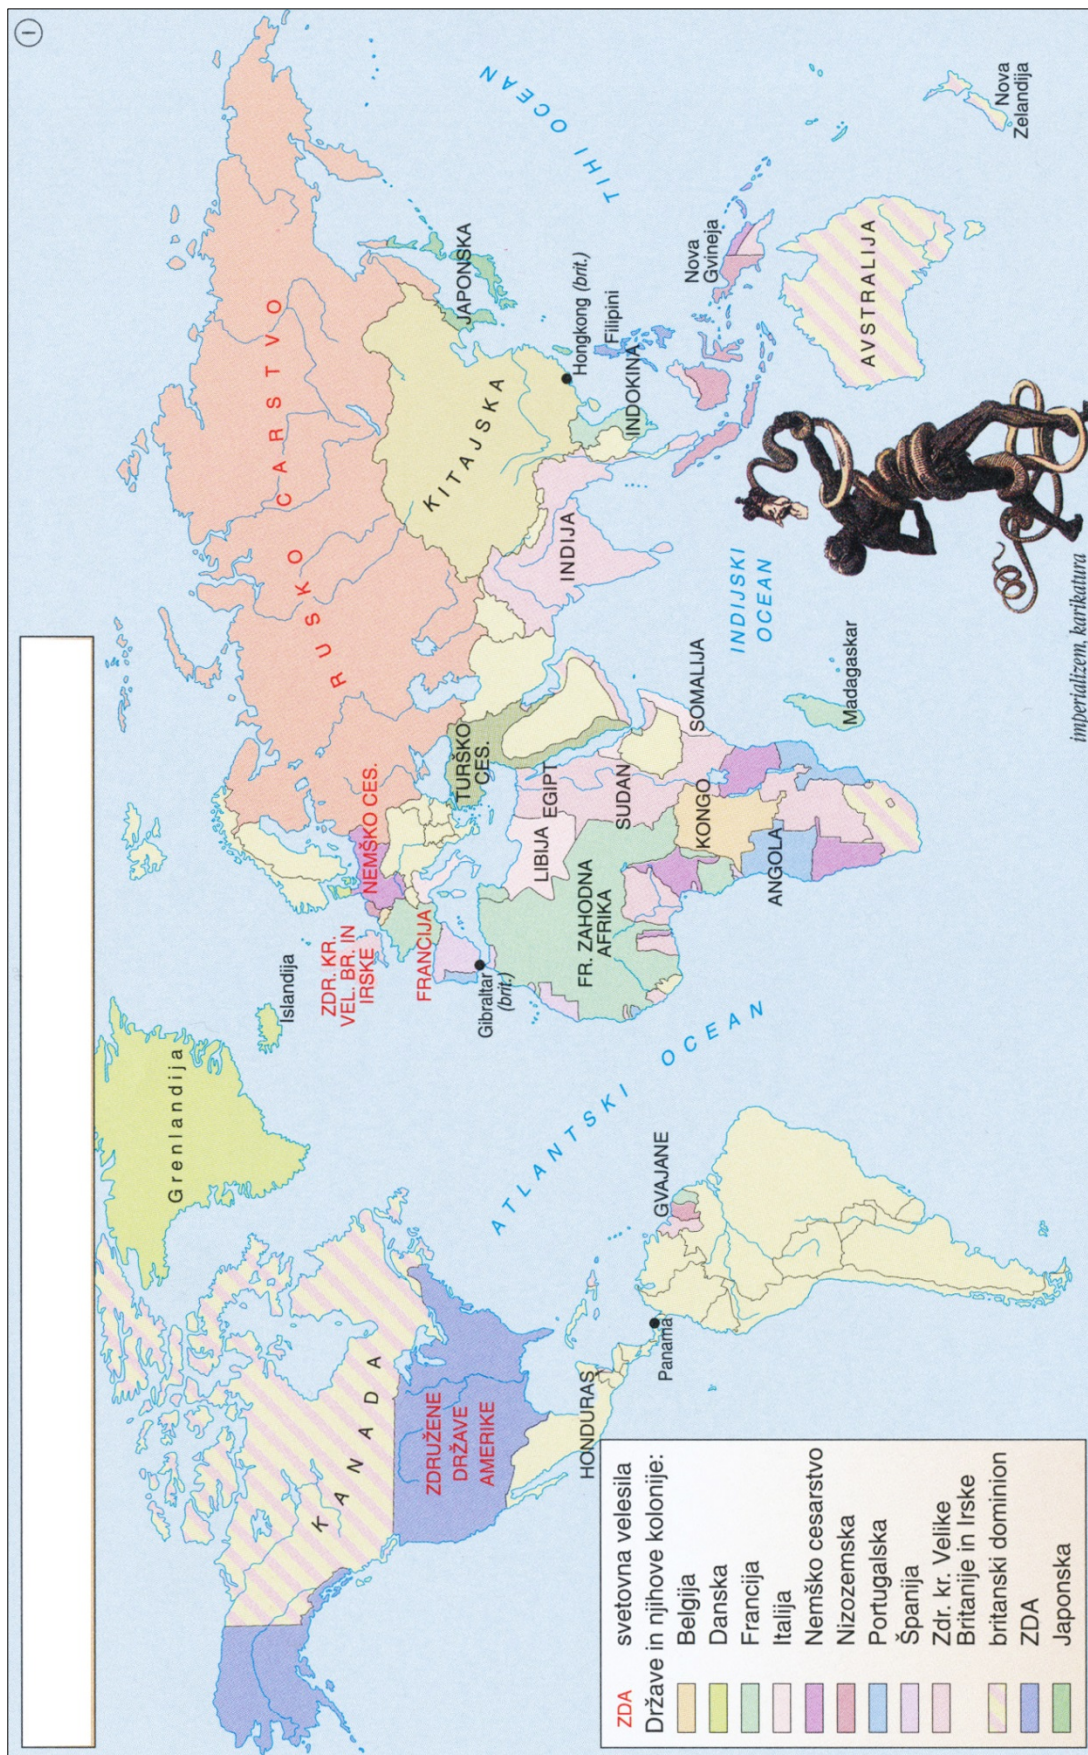 1
Grenlandija
Islandija
KANADA
ZDRUŽENE
DRŽAVE
AMERIKE
HONDURAS
Panama
GVAJANE
ATLANTSKI OCEAN
RUSKO CARSTVO
ZDR. KR.
VEL. BR. IN
IRSKE
NEMŠKO CES.
FRANCIJA
Gibraltar
(brit.)
TURŠKO
CES.
LIBIJA
EGIPT
FR. ZAHODNA
AFRIKA
SUDAN
SOMALIJA
KONGO
ANGOLA
Madagaskar
KITAJSKA
JAPONSKA
INDIJA
Hongkong (brit.)
Filipini
INDOKINA
Nova
Gvineja
TIHI OCEAN
INDIJSKI
OCEAN
AVSTRALIJA
Nova
Zelandija
imperializem, karikatura
ZDA svetovna velesila
Države in njihove kolonije:
Belgija
Danska
Francija
Italija
Nemško cesarstvo
Nizozemska
Portugalska
Španija
Zdr. kr. Velike
Britanije in Irske
britanski dominion
ZDA
Japonska